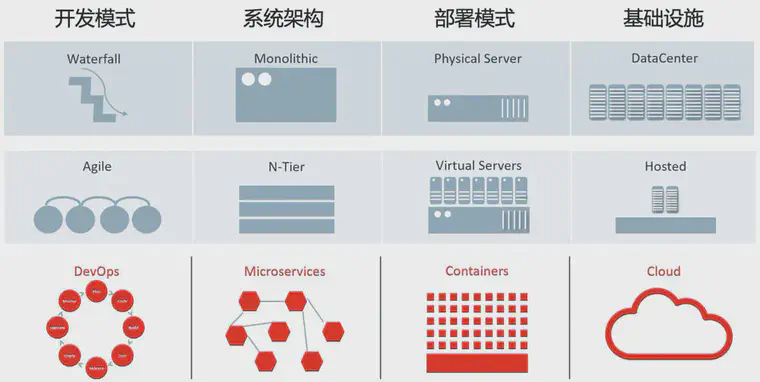 开发模式
系统架构
部署模式
基础设施
Waterfall
Monolithic
Physical Server
DataCenter
Agile
N-Tier
Virtual Servers
Hosted
DevOps
Microservices
Containers
Cloud